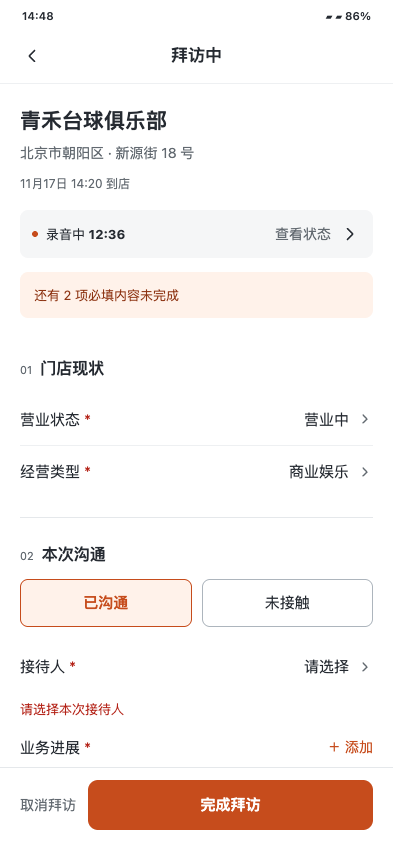 14:48
86%
拜访中
青禾台球俱乐部
北京市朝阳区 · 新源街 18 号
11月17日 14:20 到店
录音中 12:36 查看状态
还有 2 项必填内容未完成
01 门店现状
营业状态 * 营业中
经营类型 * 商业娱乐
02 本次沟通
已沟通 未接触
接待人 * 请选择
请选择本次接待人
业务进展 * + 添加
取消拜访 完成拜访